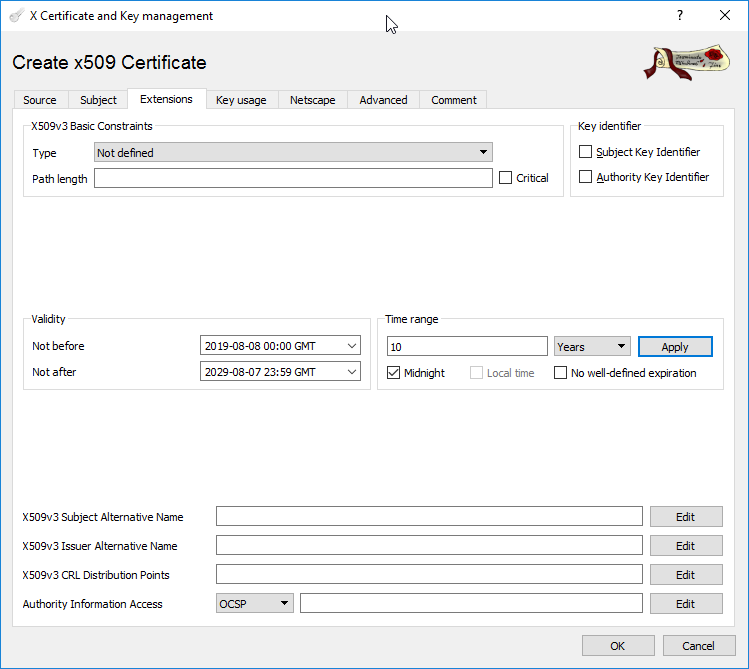 X Certificate and Key management
?
Create x509 Certificate
Source Subject Extensions Key usage Netscape Advanced Comment
X509v3 Basic Constraints
Type Not defined
Path length Critical
Key identifier
Subject Key Identifier
Authority Key Identifier
Validity
Not before 2019-08-08 00:00 GMT
Not after 2029-08-07 23:59 GMT
Time range
10 Years Apply
Midnight Local time No well-defined expiration
X509v3 Subject Alternative Name Edit
X509v3 Issuer Alternative Name Edit
X509v3 CRL Distribution Points Edit
Authority Information Access OCSP Edit
OK Cancel